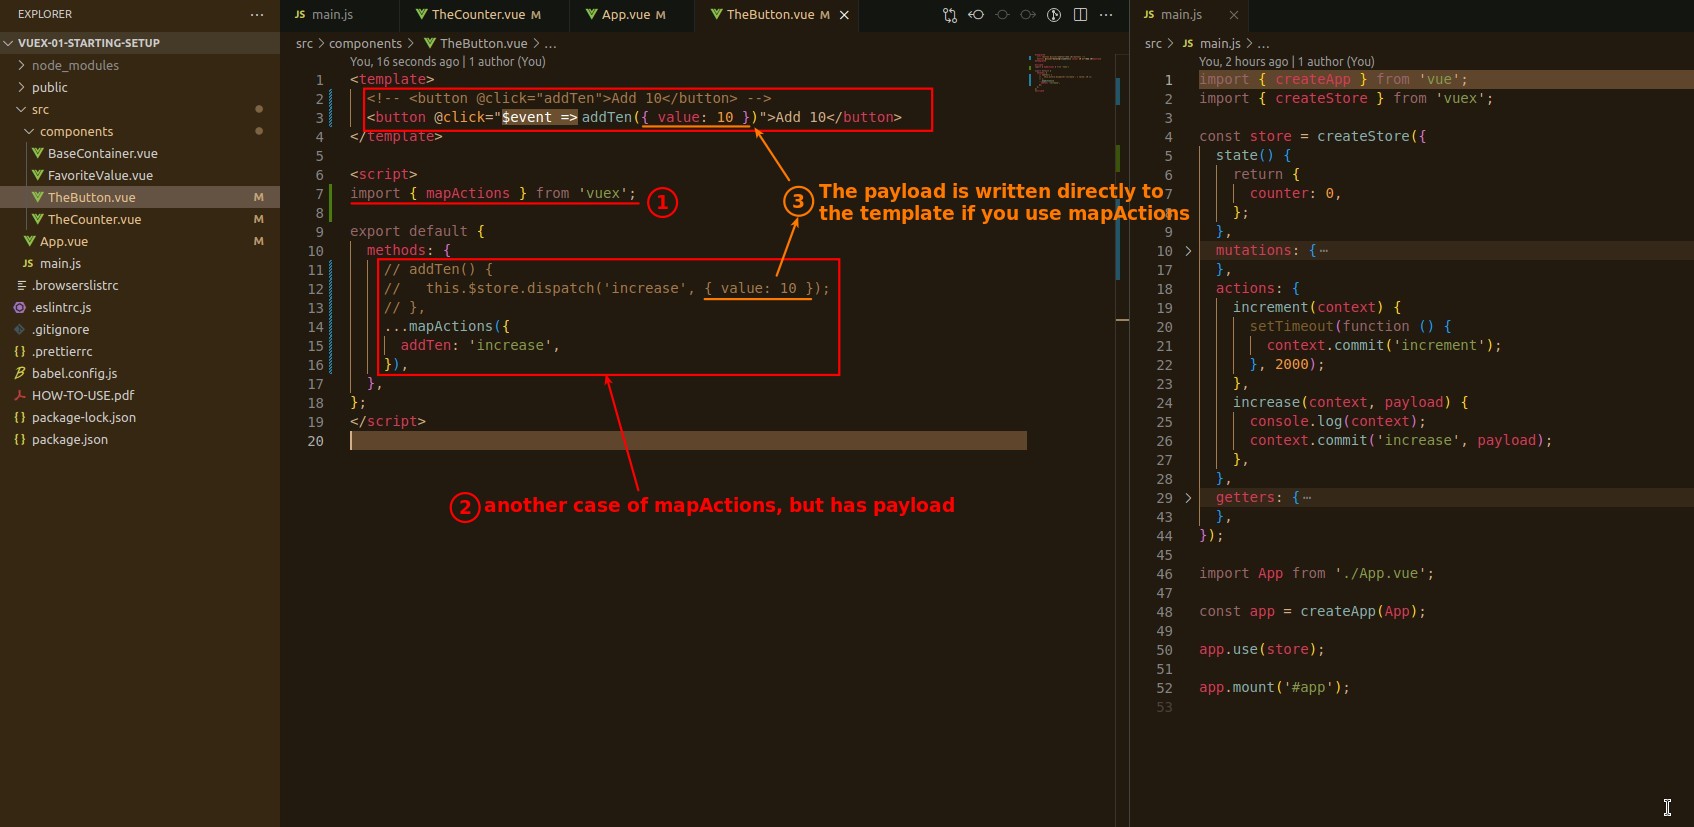 EXPLORER
VUEX-01-STARTING-SETUP
node_modules
public
src
components
BaseContainer.vue
FavoriteValue.vue
TheButton.vue M
TheCounter.vue M
App.vue M
main.js
.browserslistrc
.eslintrc.js
.gitignore
.prettierrc
babel.config.js
HOW-TO-USE.pdf
package-lock.json
package.json
JS main.js
TheCounter.vue M
App.vue M
TheButton.vue M
src > components > TheButton.vue > ...
You, 16 seconds ago | 1 author (You)
1 <template>
2 <!-- <button @click="addTen">Add 10</button> -->
3 <button @click="$event => addTen({ value: 10 })">Add 10</button>
4 </template>
5
6 <script>
7 import { mapActions } from 'vuex';
8
9 export default {
10 methods: {
11 // addTen() {
12 // this.$store.dispatch('increase', { value: 10 });
13 // },
14 ...mapActions({
15 addTen: 'increase',
16 }),
17 },
18 };
19 </script>
20
1
3 The payload is written directly to
the template if you use mapActions
2 another case of mapActions, but has payload
JS main.js
src > JS main.js > ...
You, 2 hours ago | 1 author (You)
1 import { createApp } from 'vue';
2 import { createStore } from 'vuex';
3
4 const store = createStore({
5 state() {
6 return {
7 counter: 0,
8 };
9 },
10 mutations: {⋯
17 },
18 actions: {
19 increment(context) {
20 setTimeout(function () {
21 context.commit('increment');
22 }, 2000);
23 },
24 increase(context, payload) {
25 console.log(context);
26 context.commit('increase', payload);
27 },
28 },
29 getters: {⋯
43 },
44 });
45
46 import App from './App.vue';
47
48 const app = createApp(App);
49
50 app.use(store);
51
52 app.mount('#app');
53